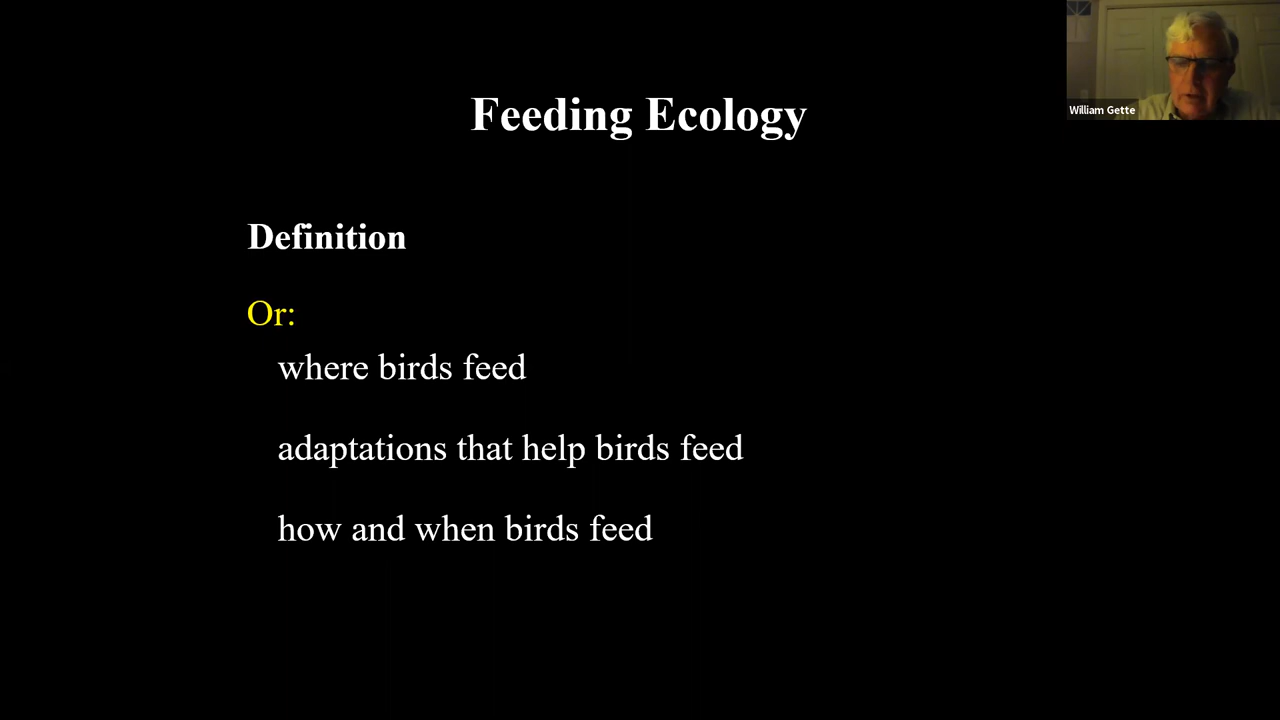 Feeding Ecology
William Gette
Definition
Or:
where birds feed
adaptations that help birds feed
how and when birds feed